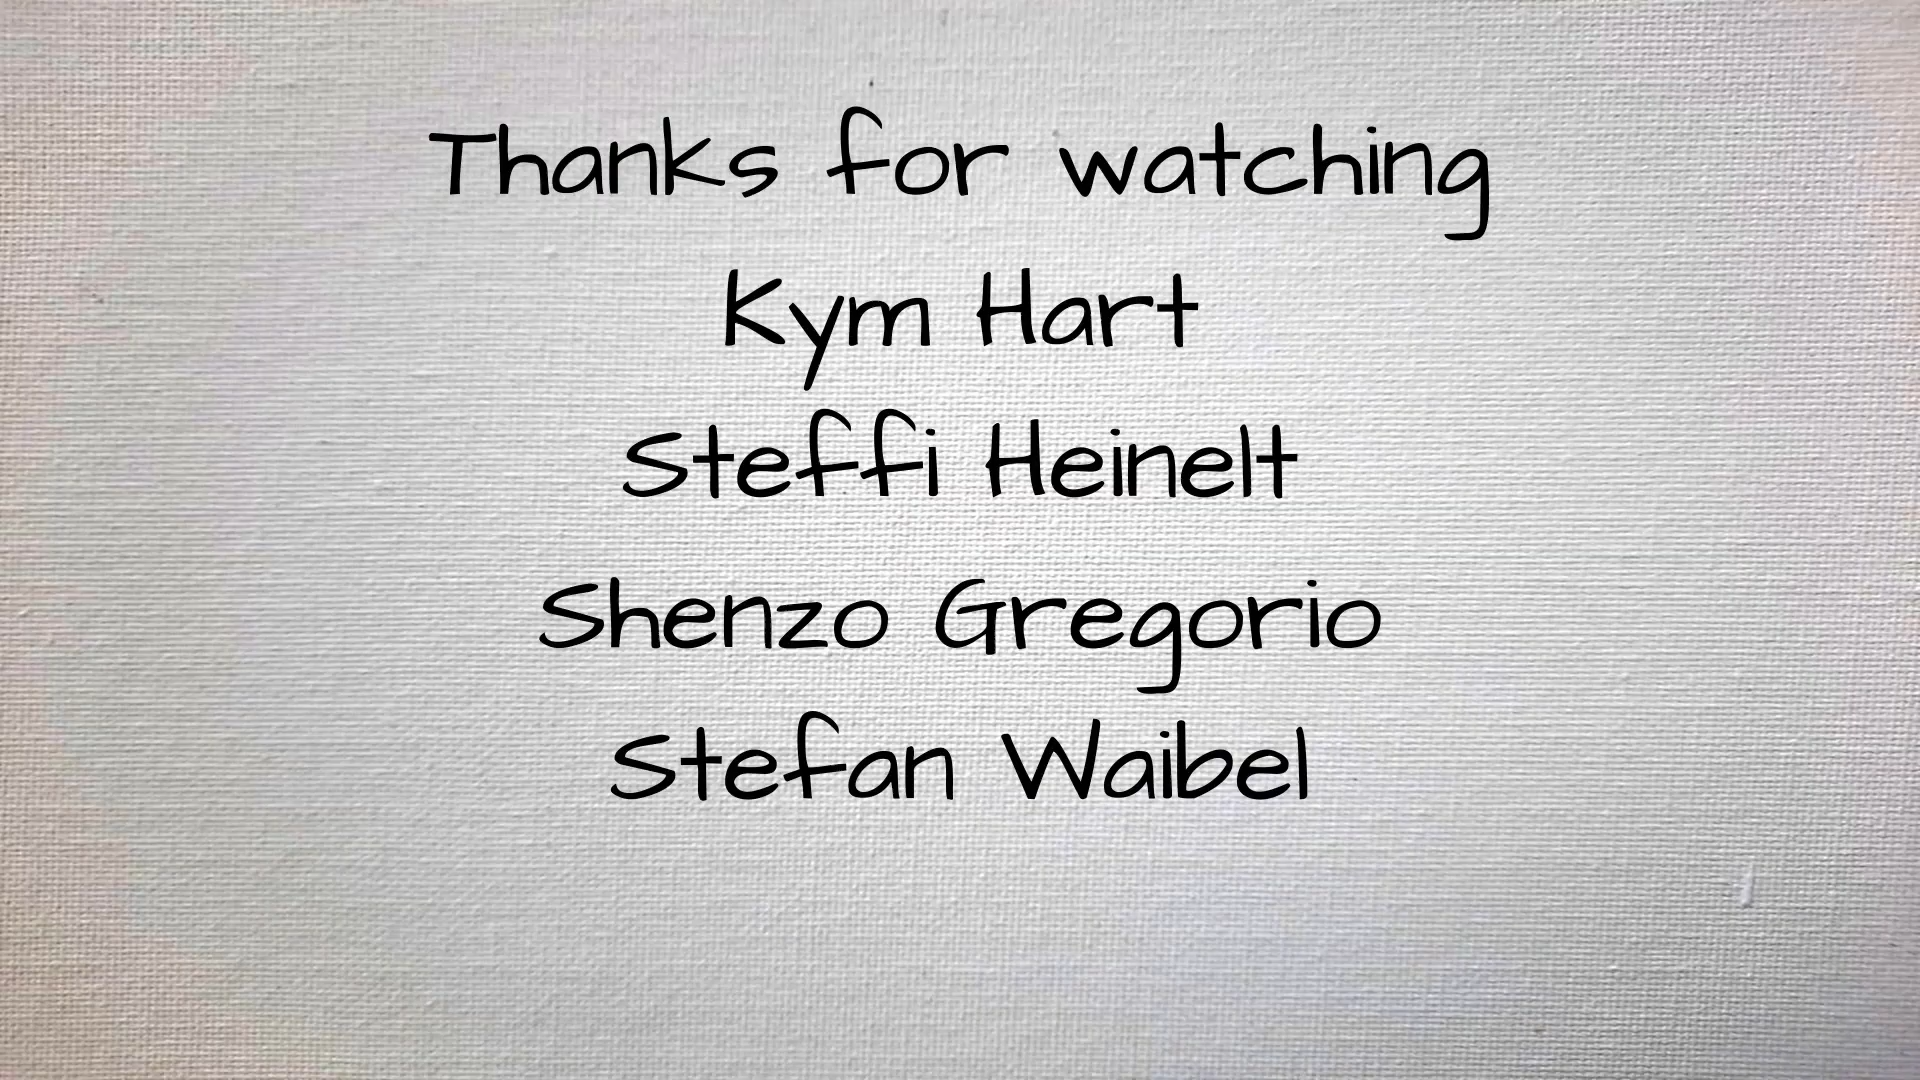 Thanks for watching
Kym Hart
Steffi Heinelt
Shenzo Gregorio
Stefan Waibel